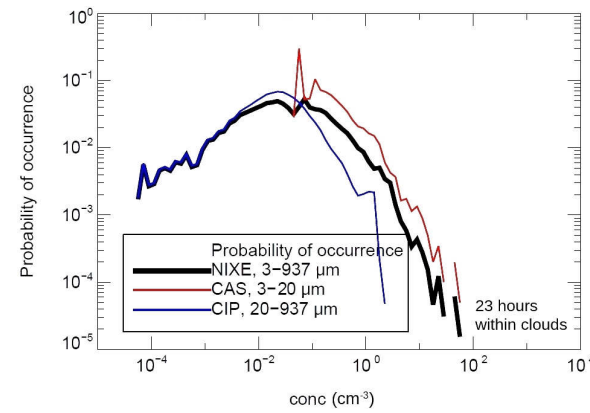 10⁰
10⁻¹
10⁻²
10⁻³
10⁻⁴
10⁻⁵
Probability of occurrence
Probability of occurrence
NIXE, 3−937 µm
CAS, 3−20 µm
CIP, 20−937 µm
23 hours
within clouds
10⁻⁴ 10⁻² 10⁰ 10² 10
conc (cm⁻³)